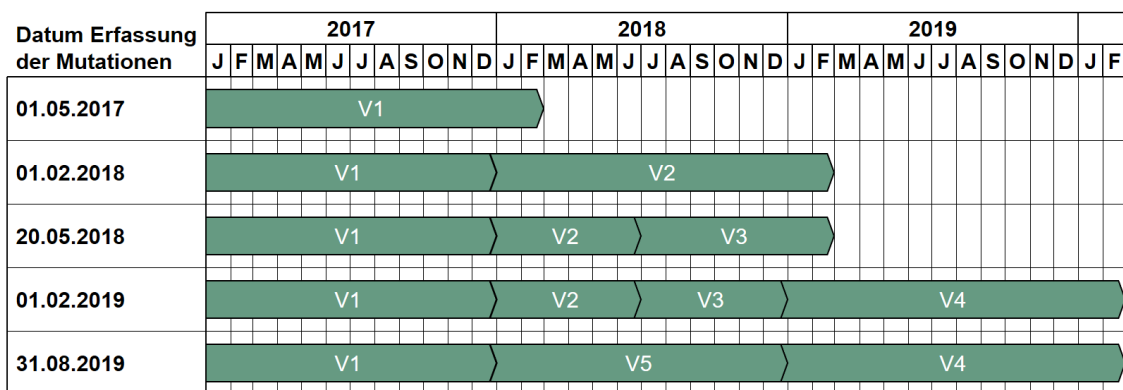 Datum Erfassung
der Mutationen
2017 2018 2019
J F M A M J J A S O N D J F M A M J J A S O N D J F M A M J J A S O N D J F
01.05.2017 V1
01.02.2018 V1 V2
20.05.2018 V1 V2 V3
01.02.2019 V1 V2 V3 V4
31.08.2019 V1 V5 V4